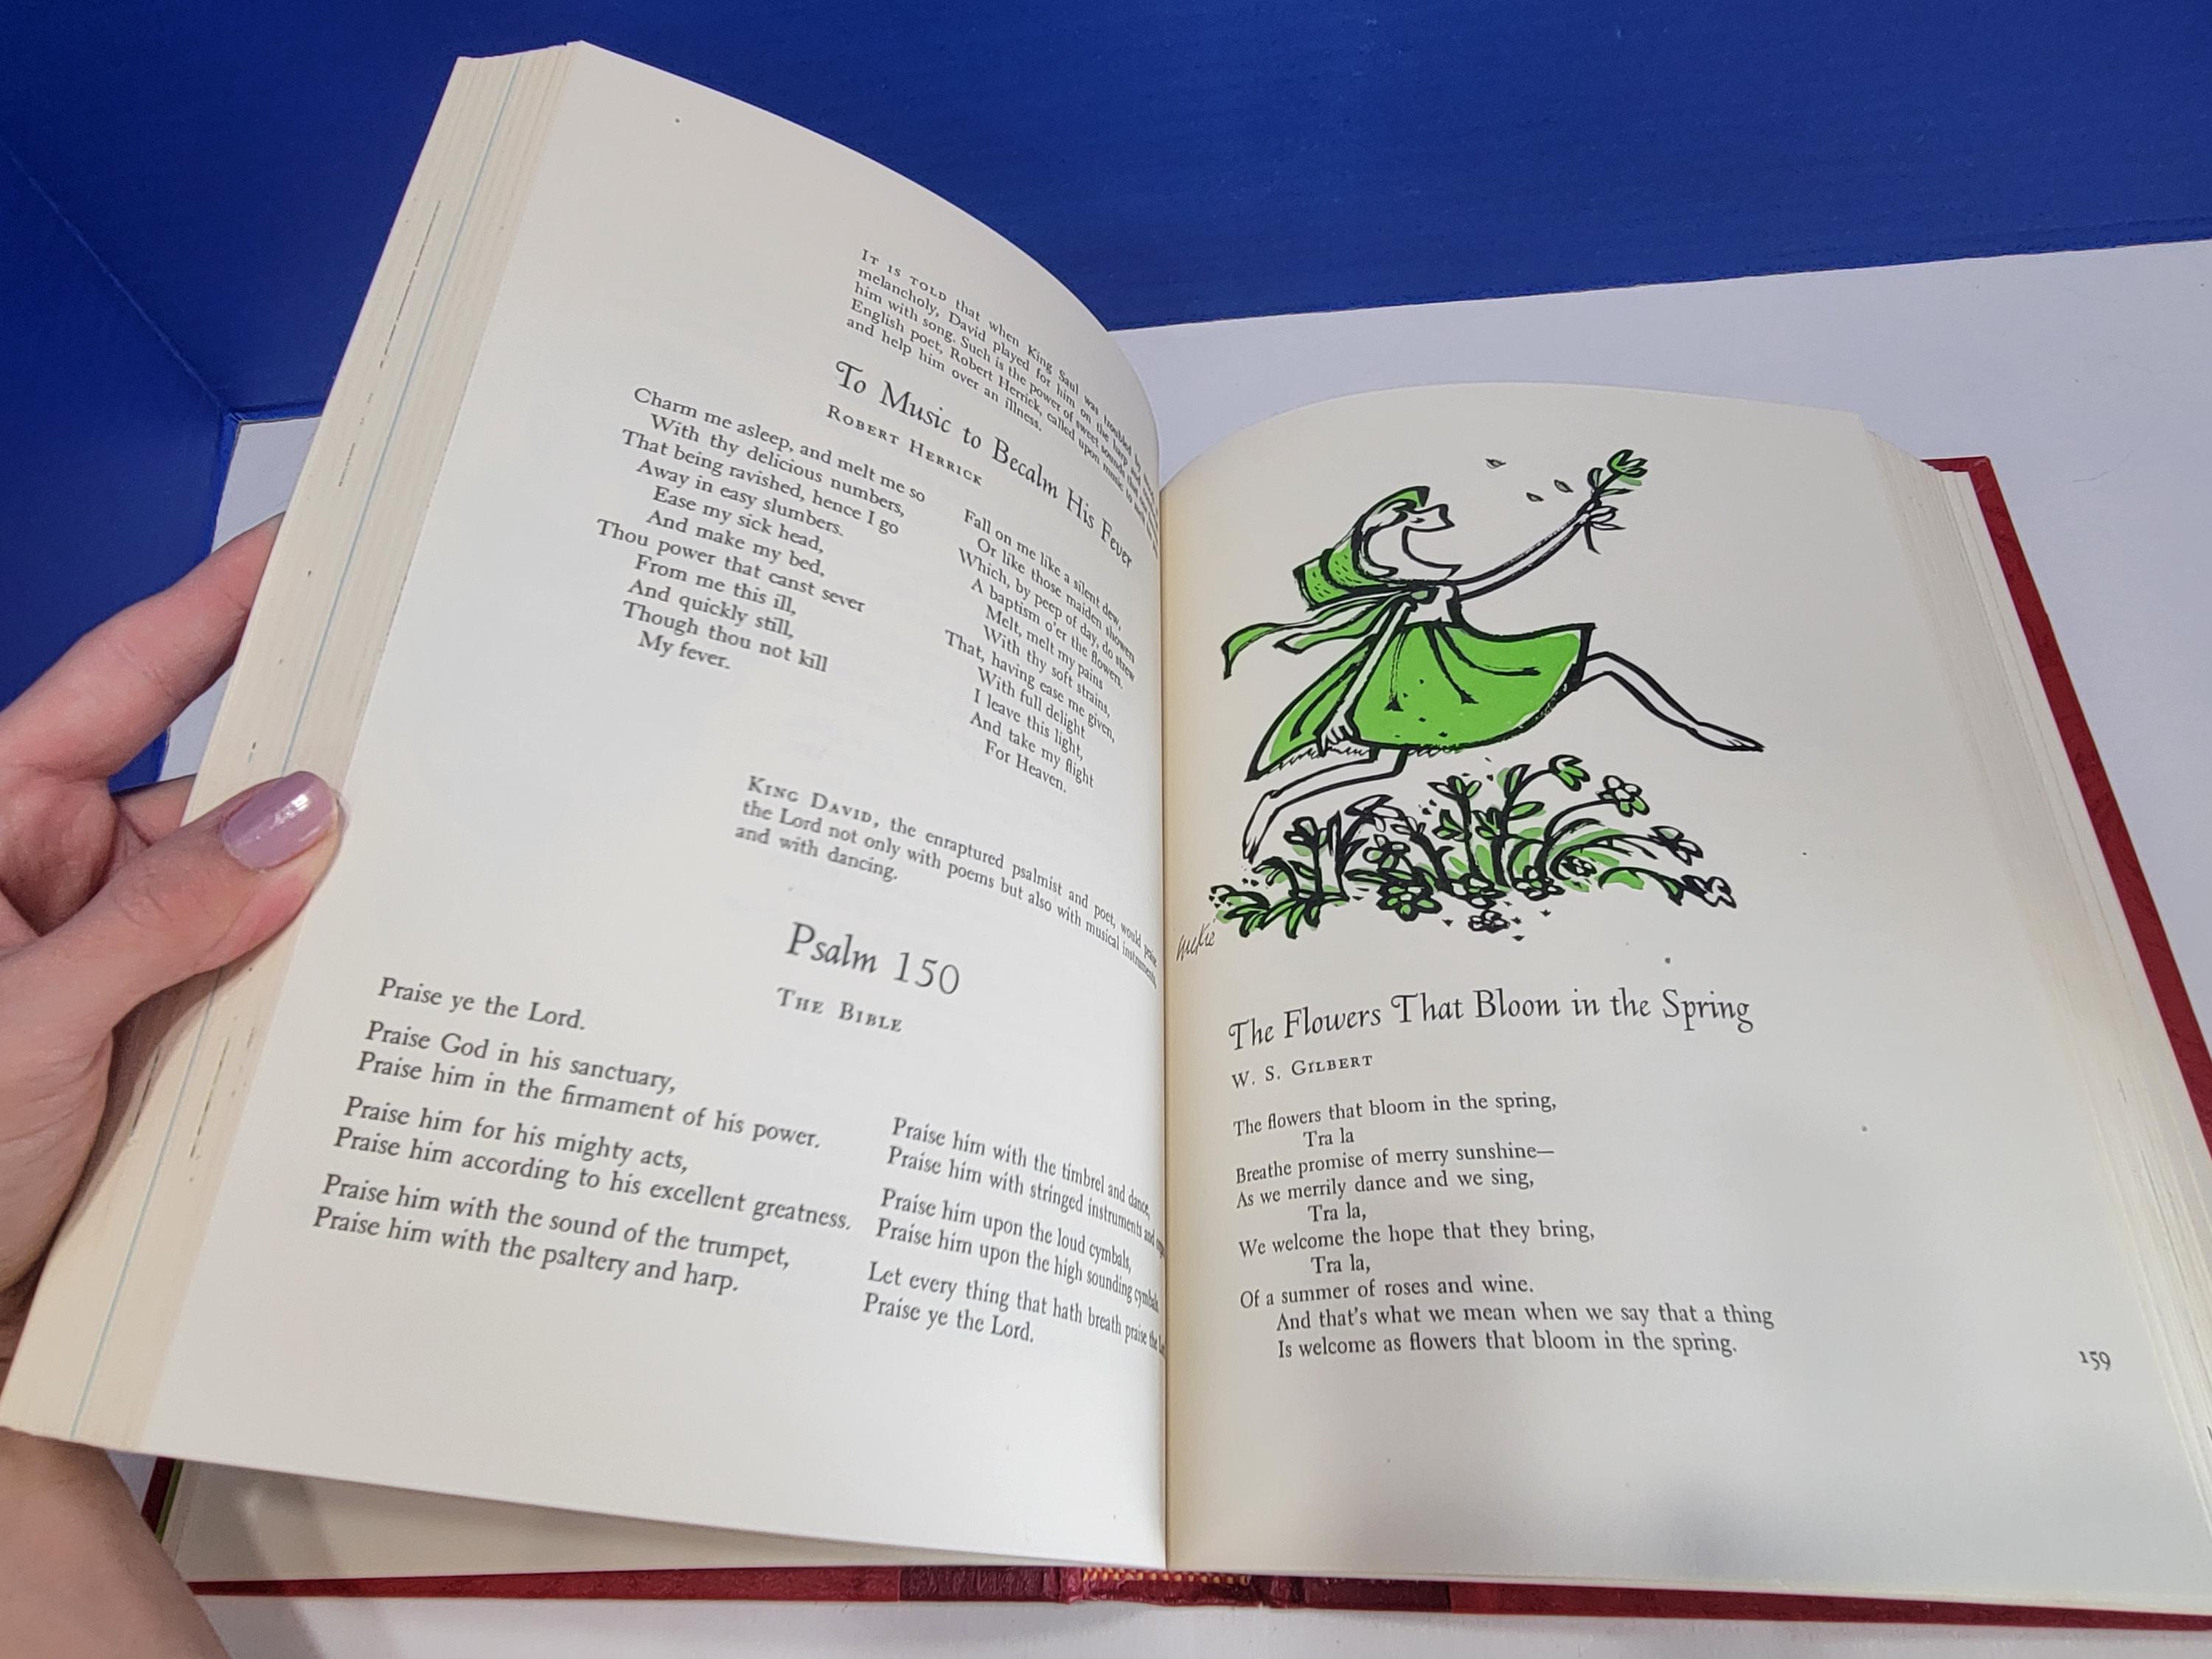 IT IS TOLD that when King Saul was troubled by
melancholy, David played for him on the harp and
him with song. Such is the power of sweet sounds that
English poet, Robert Herrick, called upon music to
and help him over an illness.
To Music to Becalm His Fever
ROBERT HERRICK
Charm me asleep, and melt me so
With thy delicious numbers,
That being ravished, hence I go
Away in easy slumbers.
Ease my sick head,
And make my bed,
Thou power that canst sever
From me this ill,
And quickly still,
Though thou not kill
My fever.
Fall on me like a silent dew,
Or like those maiden showers
Which, by peep of day, do strew
A baptism o'er the flowers.
Melt, melt my pains
With thy soft strains,
That, having ease me given,
With full delight
I leave this light,
And take my flight
For Heaven.
KING DAVID, the enraptured psalmist and poet, would praise
the Lord not only with poems but also with musical instruments
and with dancing.
Psalm 150
THE BIBLE
Praise ye the Lord.
Praise God in his sanctuary,
Praise him in the firmament of his power.
Praise him for his mighty acts,
Praise him according to his excellent greatness.
Praise him with the sound of the trumpet,
Praise him with the psaltery and harp.
Praise him with the timbrel and dance,
Praise him with stringed instruments and
Praise him upon the loud cymbals,
Praise him upon the high sounding cymbals.
Let every thing that hath breath praise the
Praise ye the Lord.
The Flowers That Bloom in the Spring
W. S. GILBERT
The flowers that bloom in the spring,
Tra la
Breathe promise of merry sunshine—
As we merrily dance and we sing,
Tra la,
We welcome the hope that they bring,
Tra la,
Of a summer of roses and wine.
And that's what we mean when we say that a thing
Is welcome as flowers that bloom in the spring.
159